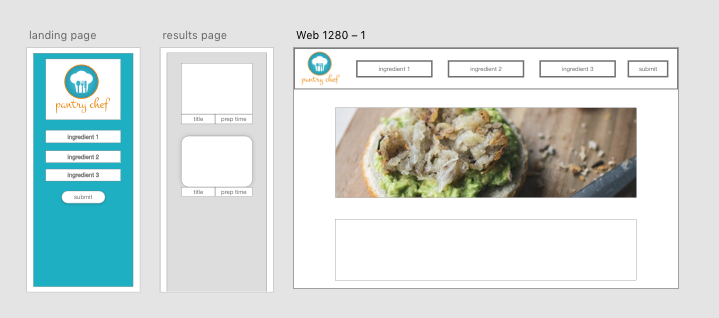 landing page
pantry chef
ingredient 1
ingredient 2
ingredient 3
submit
results page
title prep time
title prep time
Web 1280 – 1
pantry chef
ingredient 1 ingredient 2 ingredient 3 submit